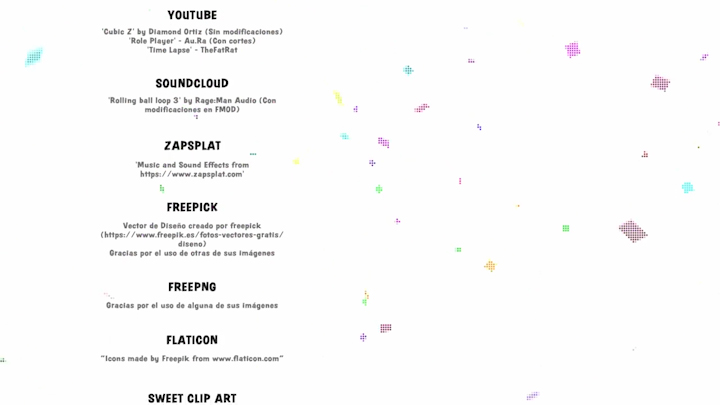 YOUTUBE
'Cubic Z' by Diamond Ortiz (Sin modificaciones)
'Role Player' - Au.Ra (Con cortes)
'Time Lapse' - TheFatRat
SOUNDCLOUD
'Rolling ball loop 3' by Rage:Man Audio (Con
modificaciones en FMOD)
ZAPSPLAT
'Music and Sound Effects from
https://www.zapsplat.com'
FREEPICK
Vector de Diseño creado por freepick
(https://www.freepik.es/fotos-vectores-gratis/
diseno)
Gracias por el uso de otras de sus imágenes
FREEPNG
Gracias por el uso de alguna de sus imágenes
FLATICON
"Icons made by Freepik from www.flaticon.com"
SWEET CLIP ART